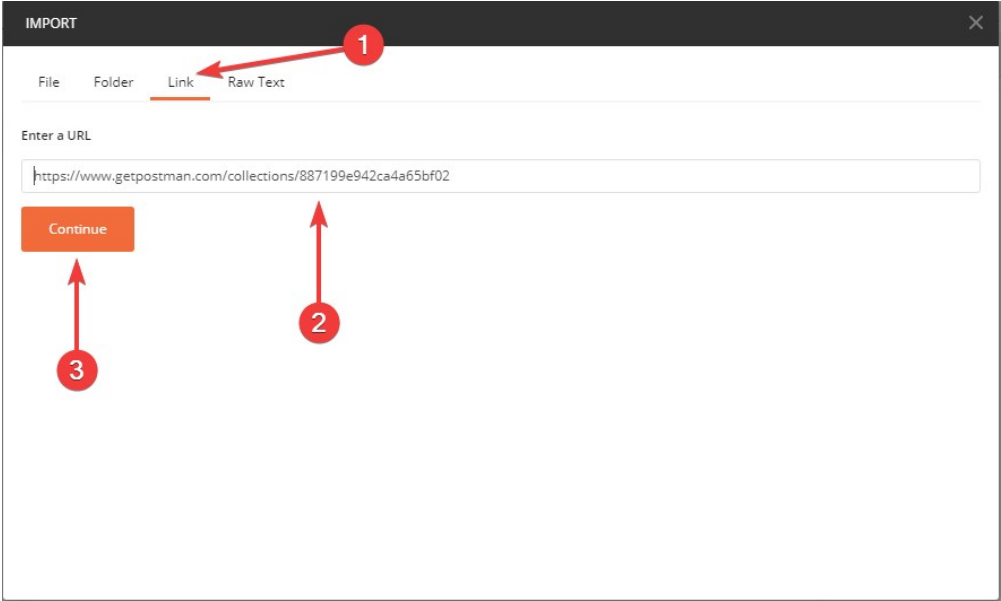 IMPORT
1
File Folder Link Raw Text
Enter a URL
https://www.getpostman.com/collections/887199e942ca4a65bf02
Continue
2
3